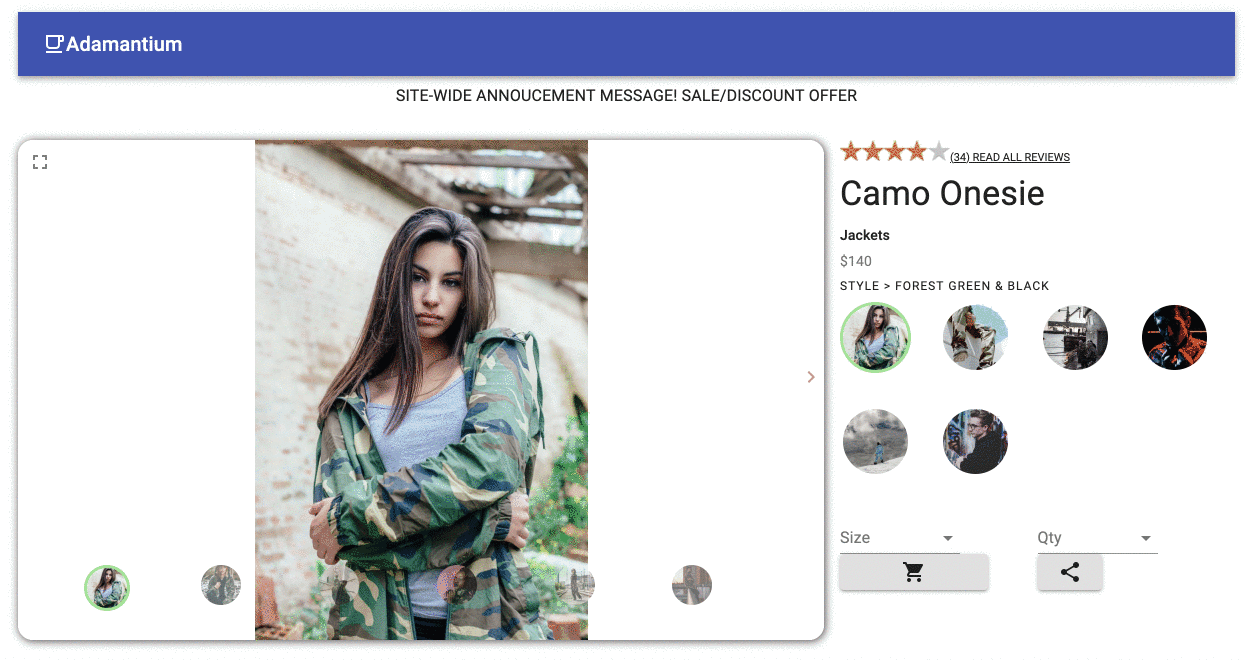 Adamantium
SITE-WIDE ANNOUCEMENT MESSAGE! SALE/DISCOUNT OFFER
(34) READ ALL REVIEWS
Camo Onesie
Jackets
$140
STYLE > FOREST GREEN & BLACK
Size
Qty